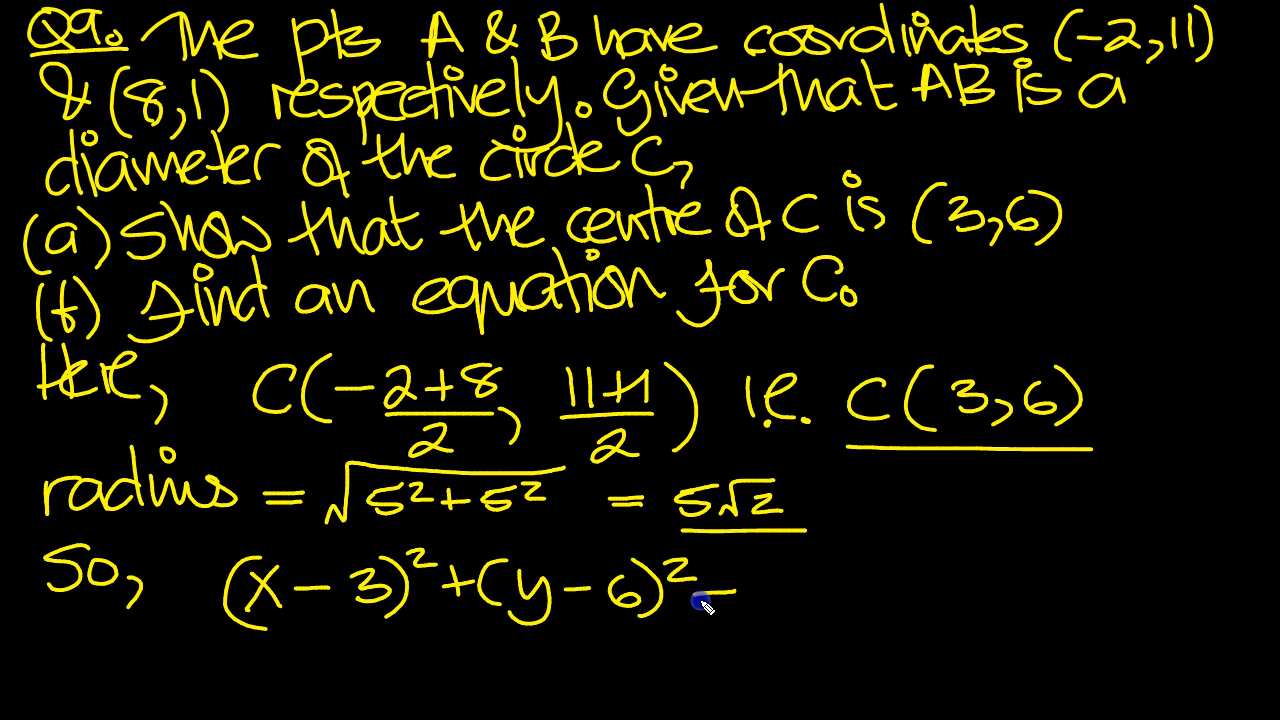 Q9. The pts A & B have coordinates (-2,11)
& (8,1) respectively. Given that AB is a
diameter of the circle C,
(a) Show that the centre of C is (3,6)
(b) Find an equation for C.
Here, C(-2+8/2, 11+1/2) i.e. C(3,6)
radius = √5²+5² = 5√2
So, (x-3)²+(y-6)² -